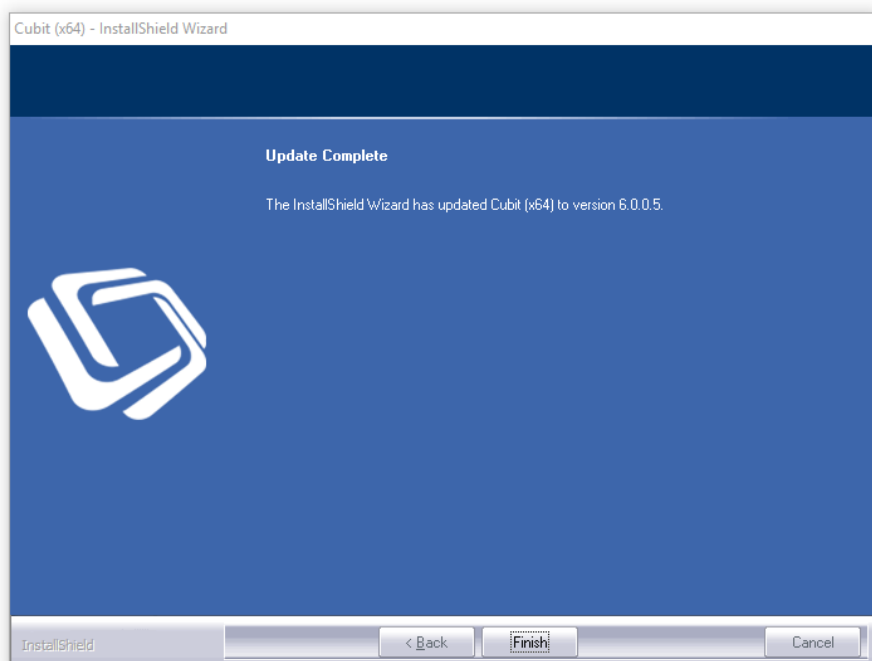 Cubit (x64) - InstallShield Wizard
Update Complete
The InstallShield Wizard has updated Cubit (x64) to version 6.0.0.5.
InstallShield
< Back
Finish
Cancel